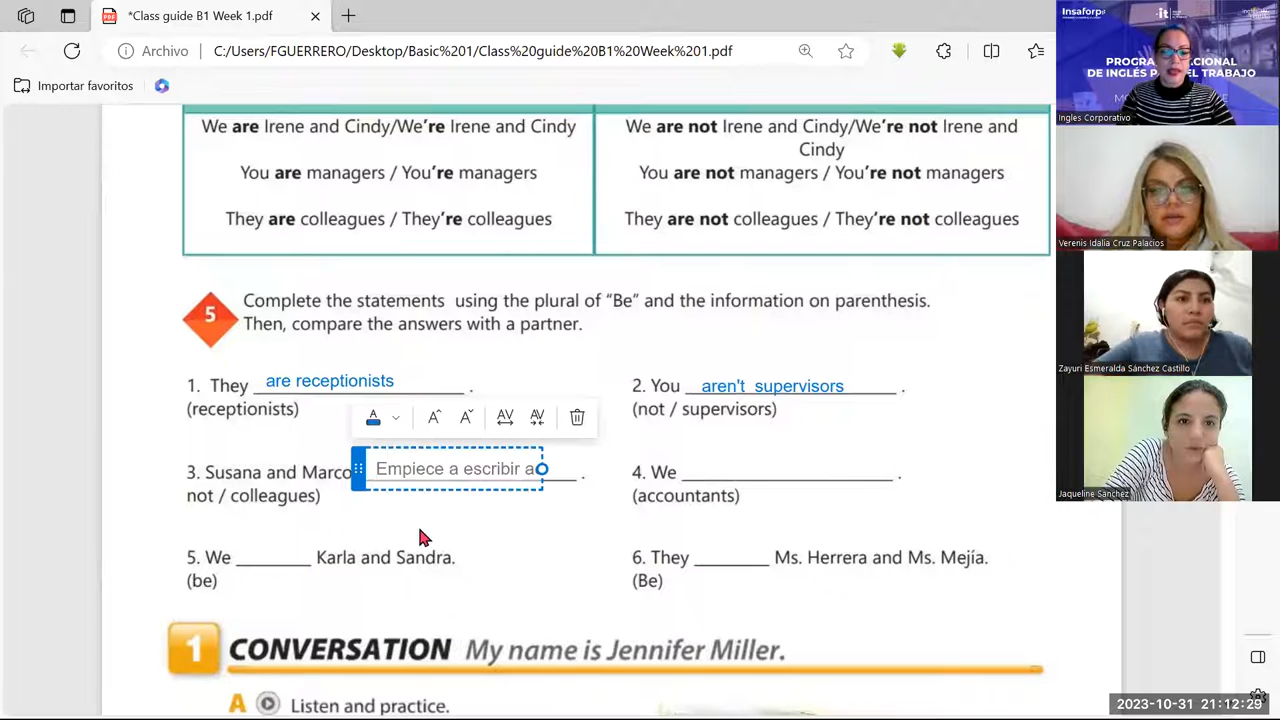 *Class guide B1 Week 1.pdf
Archivo
C:/Users/FGUERRERO/Desktop/Basic%201/Class%20guide%20B1%20Week%201.pdf
Importar favoritos
We are Irene and Cindy/We're Irene and Cindy
We are not Irene and Cindy/We're not Irene and
Cindy
You are managers / You're managers
You are not managers / You're not managers
They are colleagues / They're colleagues
They are not colleagues / They're not colleagues
5
Complete the statements using the plural of “Be” and the information on parenthesis.
Then, compare the answers with a partner.
1. They are receptionists .
(receptionists)
2. You aren't supervisors .
(not / supervisors)
3. Susana and Marco Empiece a escribir a .
not / colleagues)
4. We ________________ .
(accountants)
5. We _______ Karla and Sandra.
(be)
6. They _______ Ms. Herrera and Ms. Mejía.
(Be)
1 CONVERSATION My name is Jennifer Miller.
A Listen and practice.
Insaforp
DE INGLÉS
EL TRABAJO
Ingles Corporativo
Verenis Idalia Cruz Palacios
Zayuri Esmeralda Sánchez Castillo
Jaqueline Sanchez
2023-10-31 21:12:29